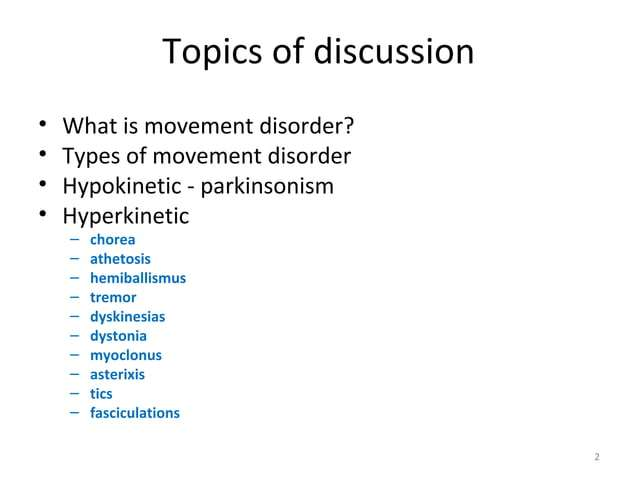 Topics of discussion
• What is movement disorder?
• Types of movement disorder
• Hypokinetic - parkinsonism
• Hyperkinetic
– chorea
– athetosis
– hemiballismus
– tremor
– dyskinesias
– dystonia
– myoclonus
– asterixis
– tics
– fasciculations
2